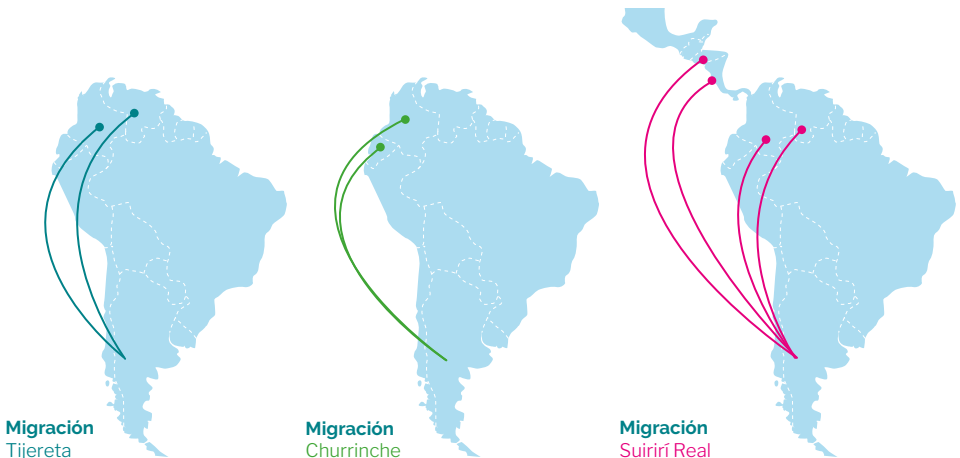 Migración
Tijereta
Migración
Churrinche
Migración
Suirirí Real